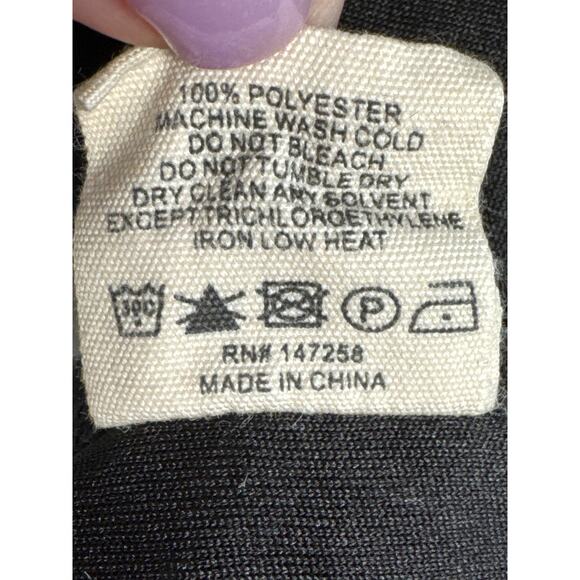 100% POLYESTER
MACHINE WASH COLD
DO NOT BLEACH
DO NOT TUMBLE DRY
DRY CLEAN ANY SOLVENT
EXCEPT TRICHLOROETHYLENE
IRON LOW HEAT
30C P
RN# 147258
MADE IN CHINA